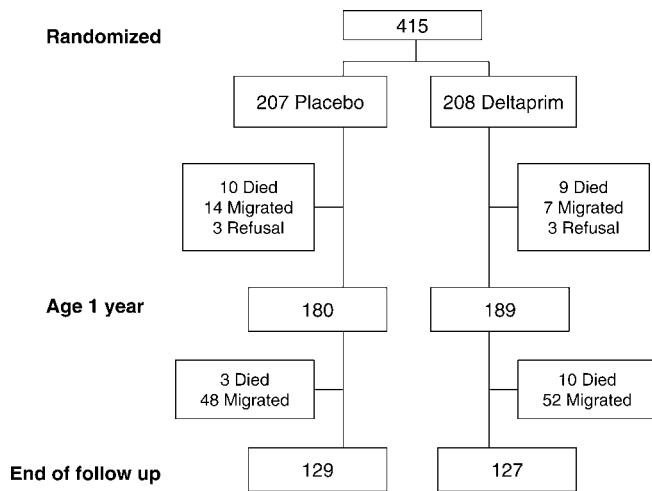 Randomized
415
207 Placebo
208 Deltaprim
10 Died
14 Migrated
3 Refusal
9 Died
7 Migrated
3 Refusal
Age 1 year
180
189
3 Died
48 Migrated
10 Died
52 Migrated
End of follow up
129
127